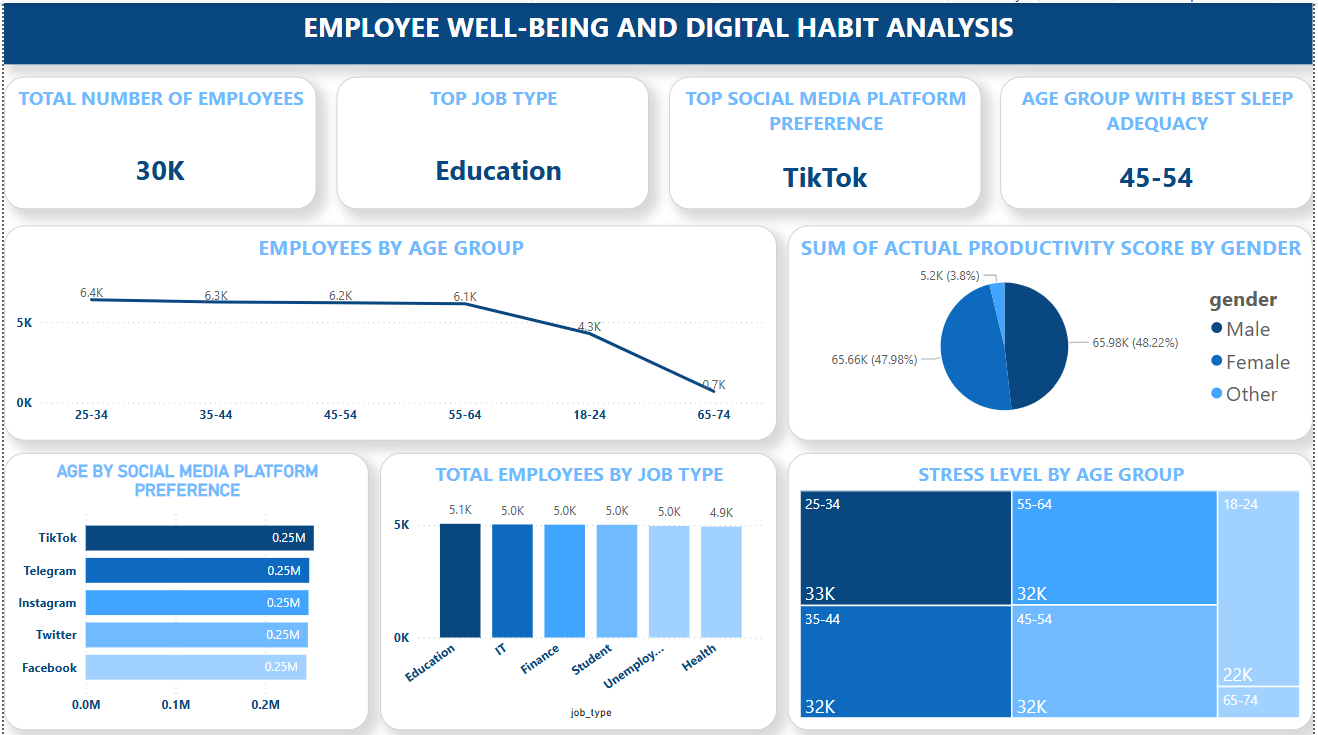 EMPLOYEE WELL-BEING AND DIGITAL HABIT ANALYSIS
TOTAL NUMBER OF EMPLOYEES
30K
TOP JOB TYPE
Education
TOP SOCIAL MEDIA PLATFORM
PREFERENCE
TikTok
AGE GROUP WITH BEST SLEEP
ADEQUACY
45-54
EMPLOYEES BY AGE GROUP
6.4K 6.3K 6.2K 6.1K 4.3K 0.7K
5K
0K
25-34 35-44 45-54 55-64 18-24 65-74
SUM OF ACTUAL PRODUCTIVITY SCORE BY GENDER
5.2K (3.8%)
65.98K (48.22%)
65.66K (47.98%)
gender
Male
Female
Other
AGE BY SOCIAL MEDIA PLATFORM
PREFERENCE
TikTok 0.25M
Telegram 0.25M
Instagram 0.25M
Twitter 0.25M
Facebook 0.25M
0.0M 0.1M 0.2M
TOTAL EMPLOYEES BY JOB TYPE
5.1K 5.0K 5.0K 5.0K 5.0K 4.9K
5K
0K
Education IT Finance Student Unemploy... Health
job_type
STRESS LEVEL BY AGE GROUP
25-34
33K
35-44
32K
55-64
32K
45-54
32K
18-24
22K
65-74